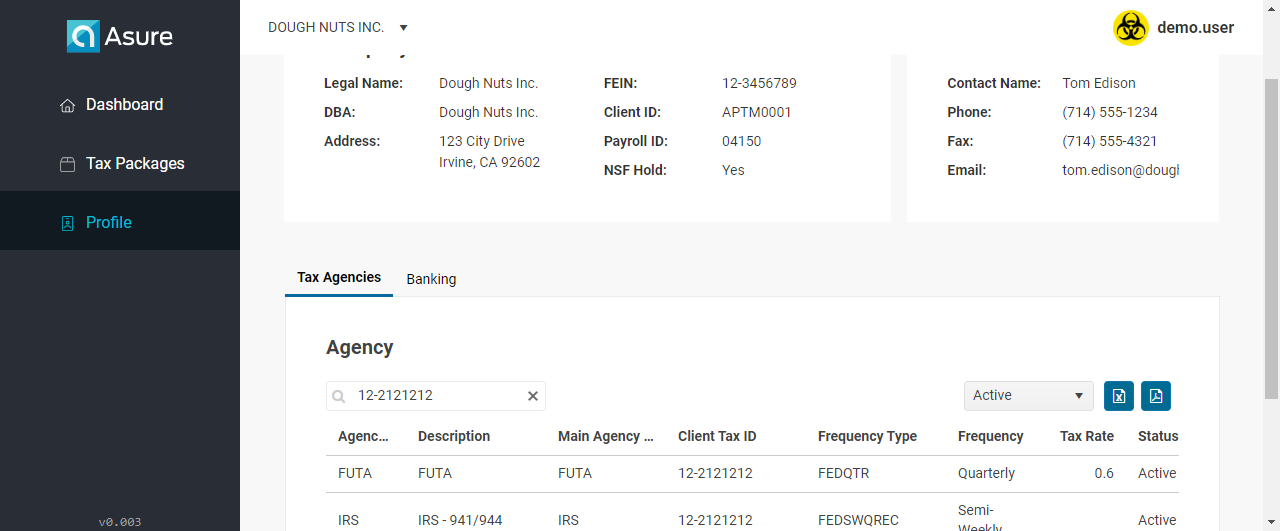 Asure
DOUGH NUTS INC.
demo.user
Dashboard
Tax Packages
Profile
v0.003
Legal Name: Dough Nuts Inc.
DBA: Dough Nuts Inc.
Address: 123 City Drive
Irvine, CA 92602
FEIN: 12-3456789
Client ID: APTM0001
Payroll ID: 04150
NSF Hold: Yes
Contact Name: Tom Edison
Phone: (714) 555-1234
Fax: (714) 555-4321
Email: tom.edison@dough
Tax Agencies Banking
Agency
12-2121212
Active
Agenc... Description Main Agency ... Client Tax ID Frequency Type Frequency Tax Rate Status
FUTA FUTA FUTA 12-2121212 FEDQTR Quarterly 0.6 Active
IRS IRS - 941/944 IRS 12-2121212 FEDSWQREC Semi-
Weekly Active